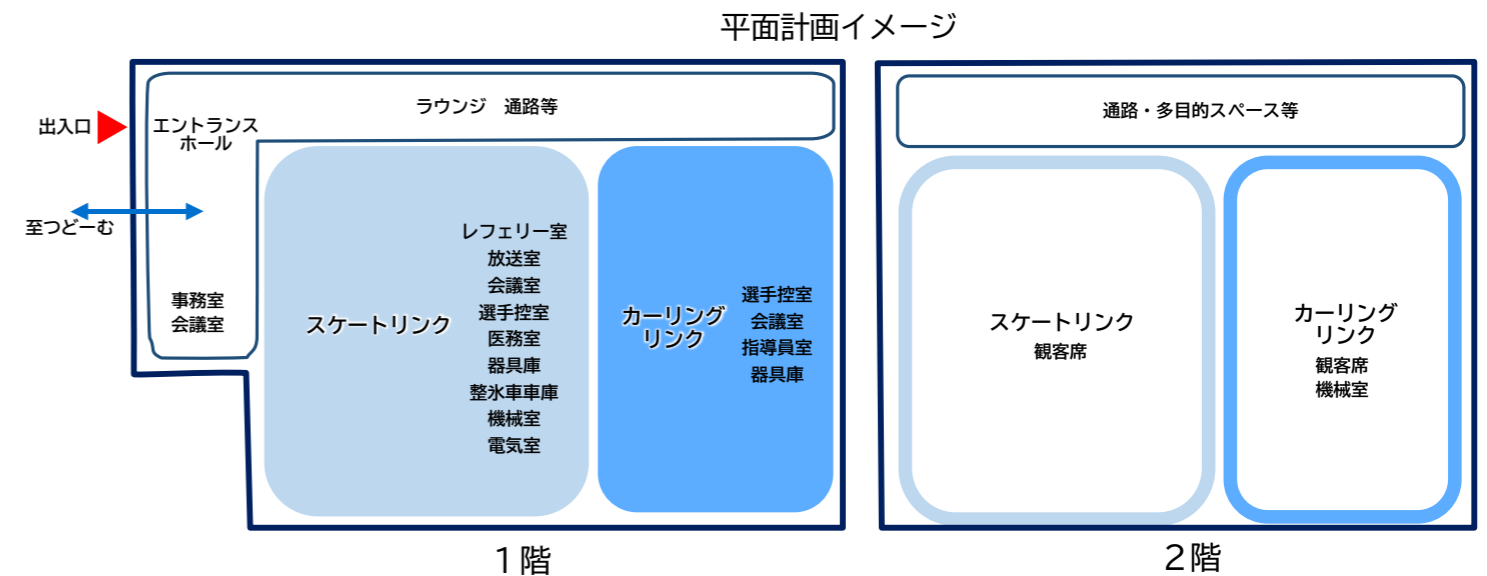 平面計画イメージ
ラウンジ　通路等
出入口
エントランス
ホール
至つどーむ
事務室
会議室
スケートリンク
レフェリー室
放送室
会議室
選手控室
医務室
器具庫
整氷車車庫
機械室
電気室
カーリング
リンク
選手控室
会議室
指導員室
器具庫
1階
通路・多目的スペース等
スケートリンク
観客席
カーリング
リンク
観客席
機械室
2階